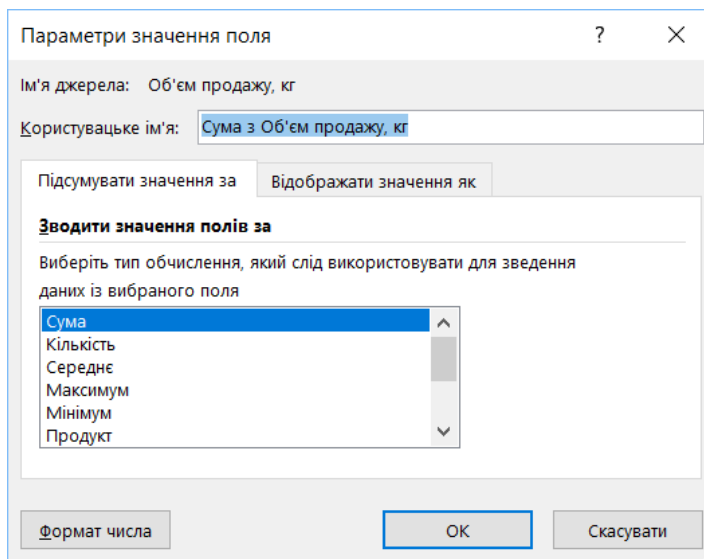 Параметри значення поля
?
Ім'я джерела: Об'єм продажу, кг
Користувацьке ім'я: Сума з Об'єм продажу, кг
Підсумувати значення за Відображати значення як
Зводити значення полів за
Виберіть тип обчислення, який слід використовувати для зведення
даних із вибраного поля
Сума
Кількість
Середнє
Максимум
Мінімум
Продукт
Формат числа ОК Скасувати